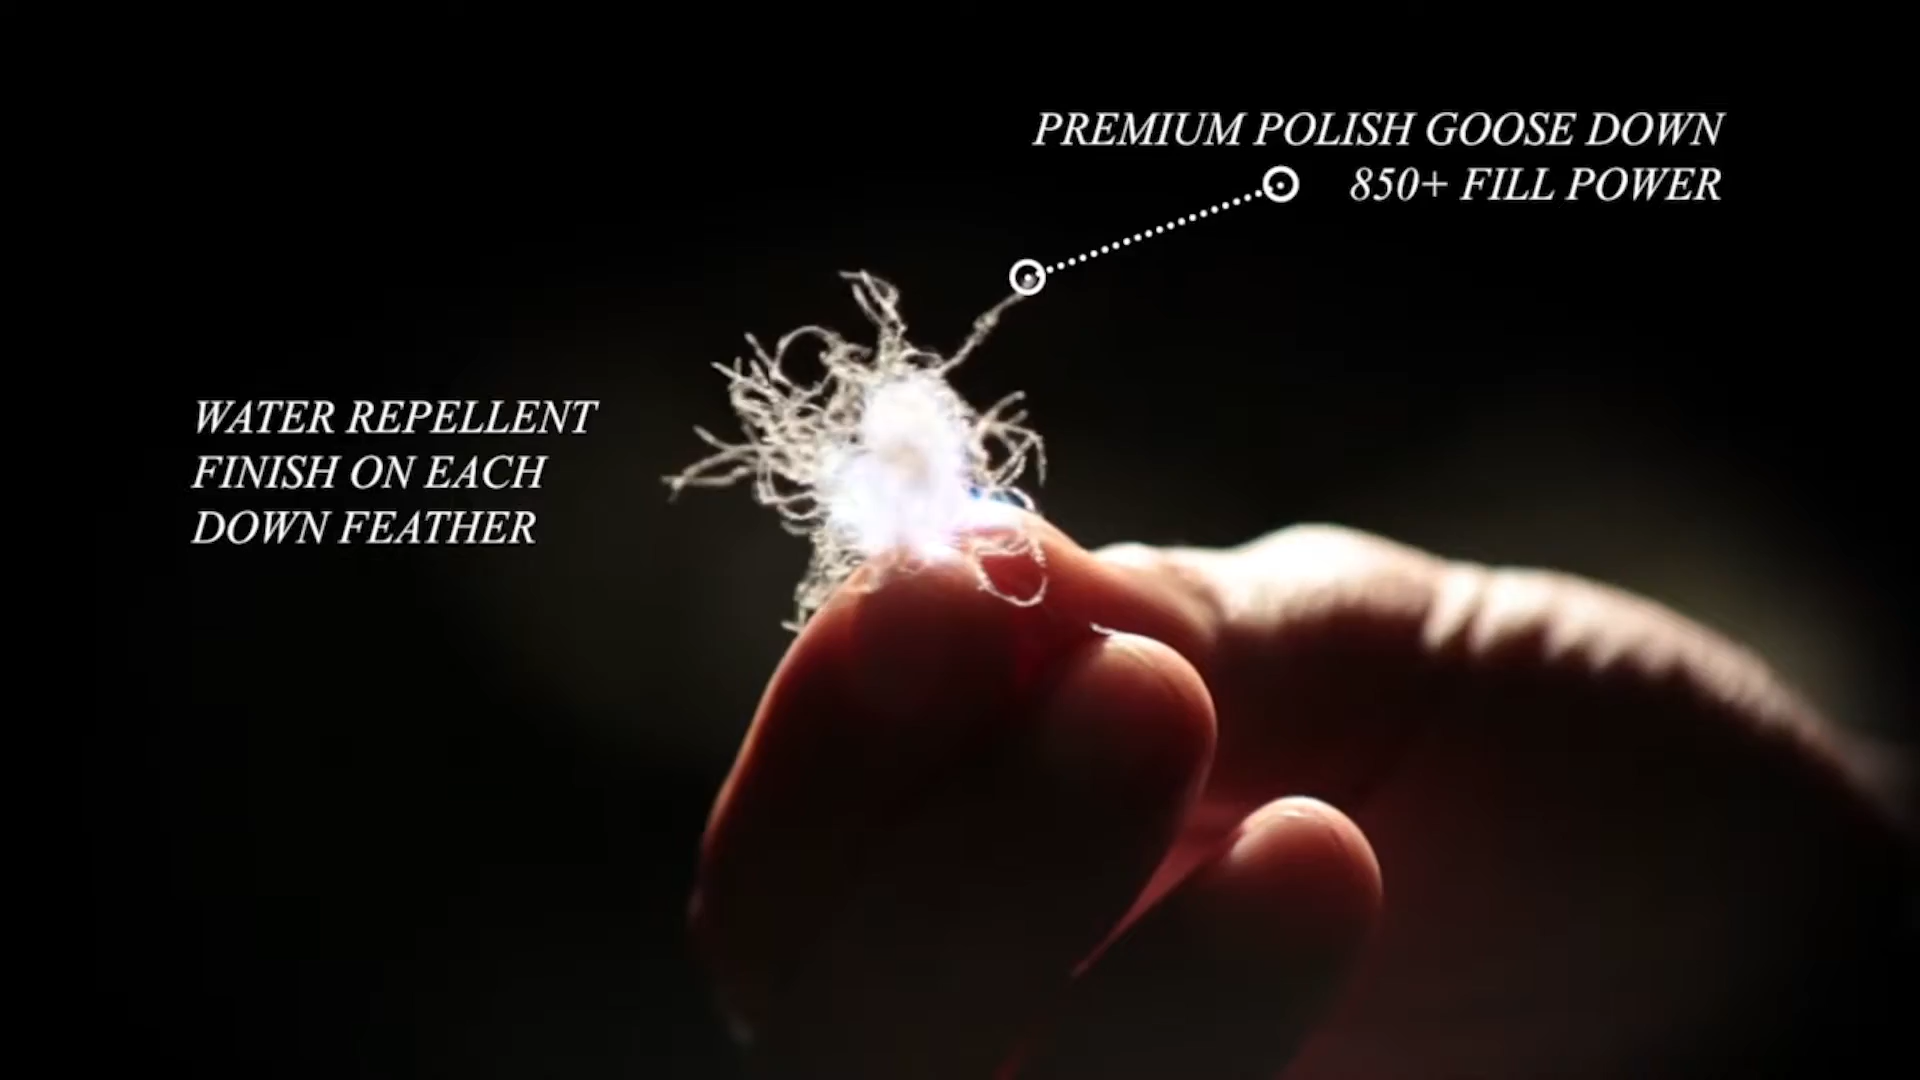 PREMIUM POLISH GOOSE DOWN
850+ FILL POWER
WATER REPELLENT
FINISH ON EACH
DOWN FEATHER